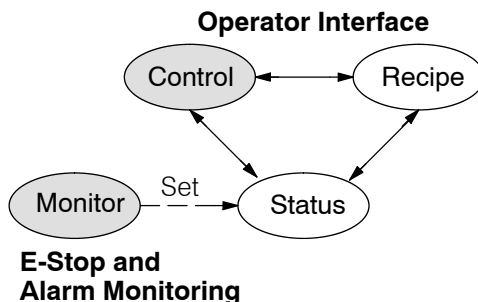 Operator Interface
Control
Recipe
Set
Monitor
Status
E-Stop and
Alarm Monitoring